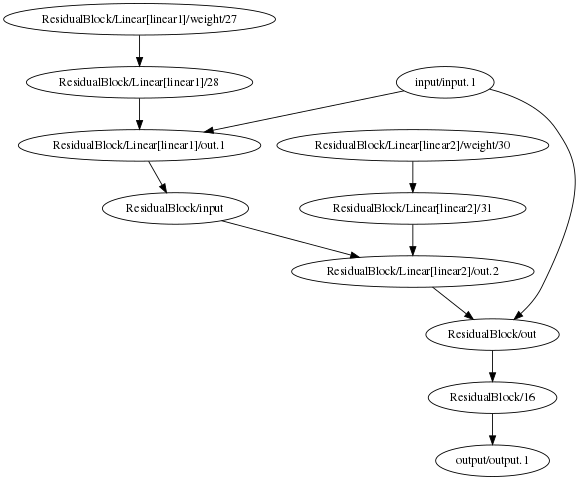 ResidualBlock/Linear[linear1]/weight/27
ResidualBlock/Linear[linear1]/28
input/input.1
ResidualBlock/Linear[linear1]/out.1
ResidualBlock/Linear[linear2]/weight/30
ResidualBlock/input
ResidualBlock/Linear[linear2]/31
ResidualBlock/Linear[linear2]/out.2
ResidualBlock/out
ResidualBlock/16
output/output.1